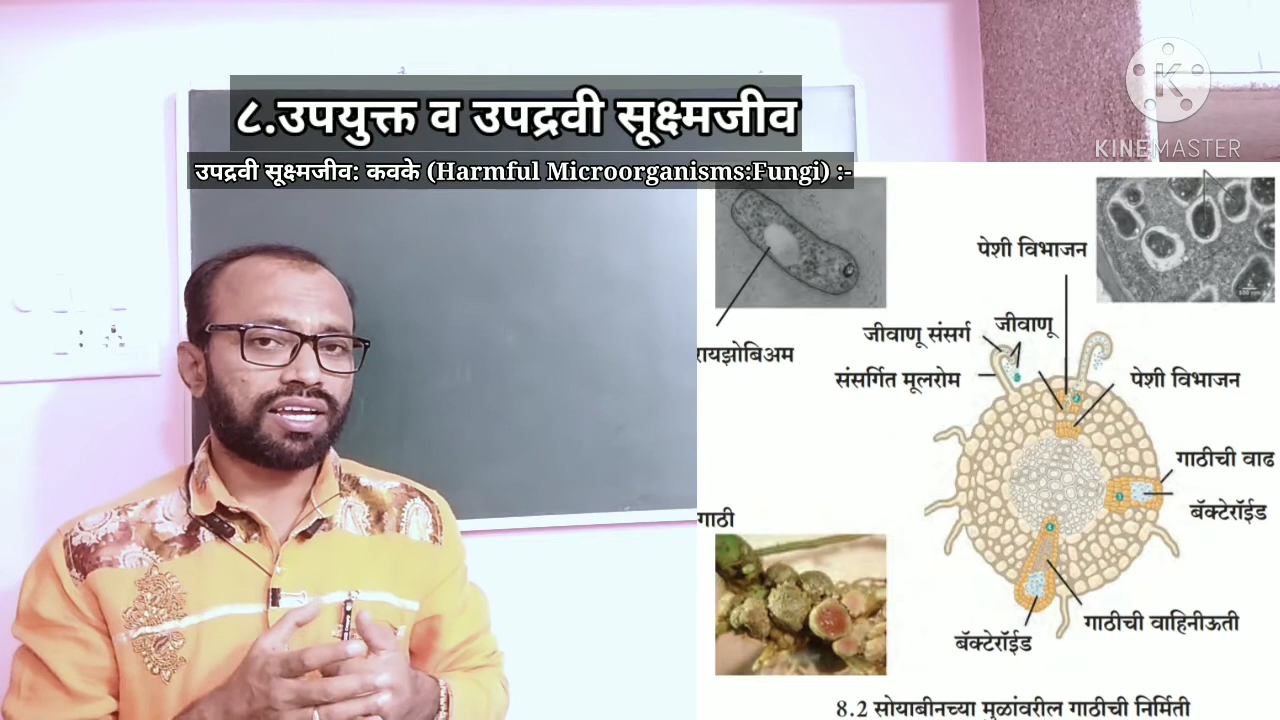 ८.उपयुक्त व उपद्रवी सूक्ष्मजीव
उपद्रवी सूक्ष्मजीव: कवके (Harmful Microorganisms:Fungi) :-
KINEMASTER
पेशी विभाजन
जीवाणू संसर्ग
जीवाणू
रायझोबिअम
संसर्गित मूलरोम
पेशी विभाजन
गाठीची वाढ
बॅक्टेरॉईड
गाठी
गाठीची वाहिनीऊती
बॅक्टेरॉईड
8.2 सोयाबीनच्या मुळांवरील गाठीची निर्मिती